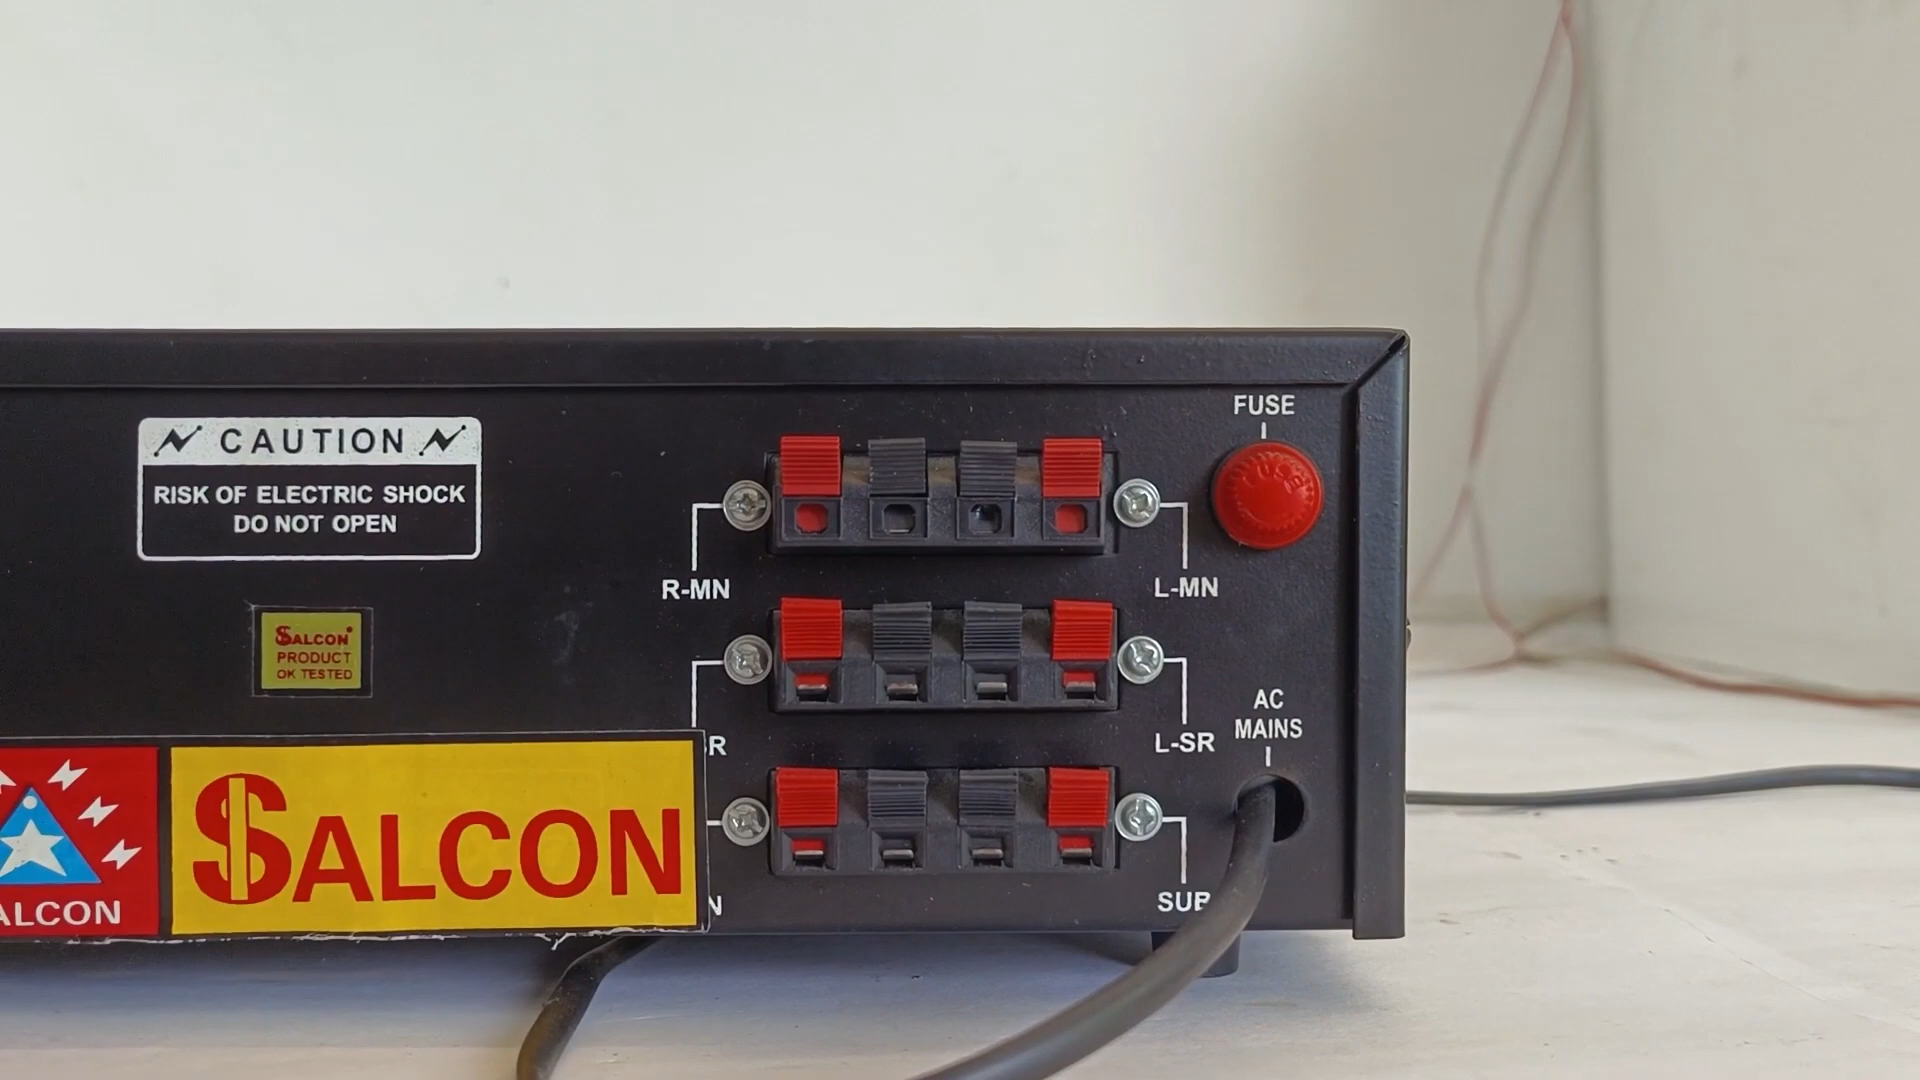 CAUTION
RISK OF ELECTRIC SHOCK
DO NOT OPEN
FUSE
FUSE
R-MN
L-MN
SALCON
PRODUCT
OK TESTED
R
L-SR
AC
MAINS
SALCON
ALCON
N
SUB